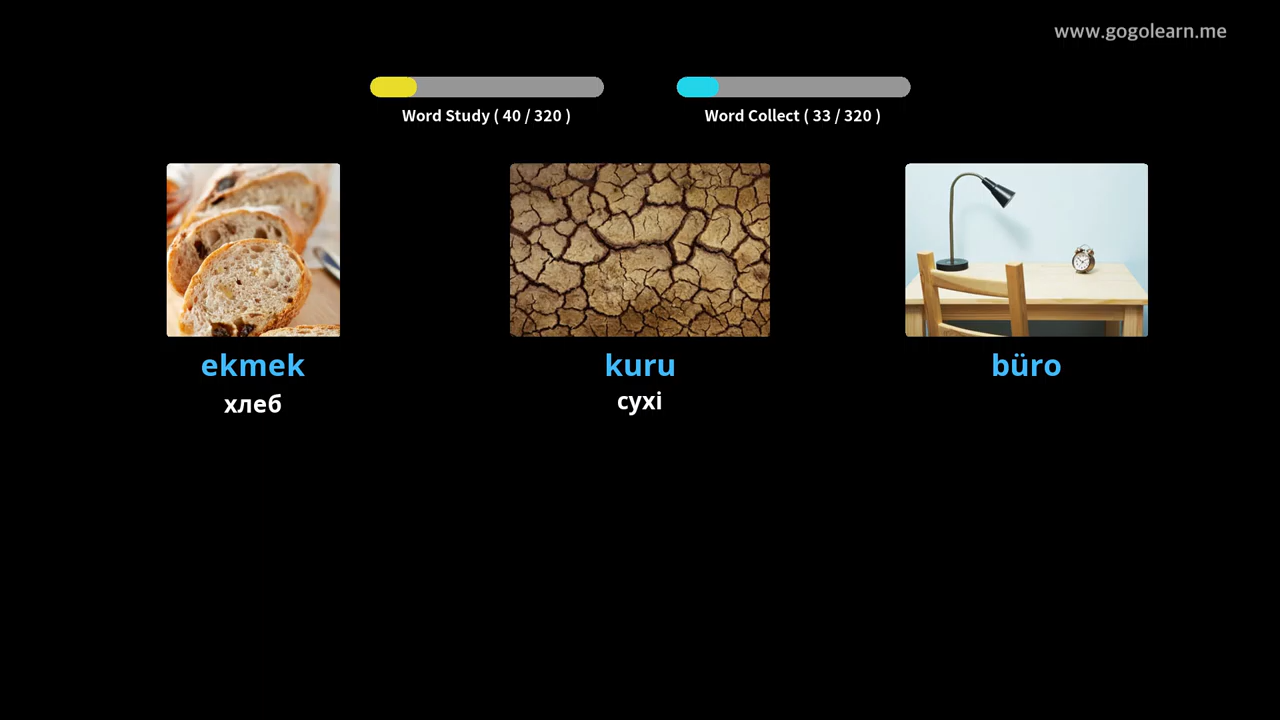 www.gogolearn.me
Word Study ( 40 / 320 )
Word Collect ( 33 / 320 )
ekmek
хлеб
kuru
сухі
büro